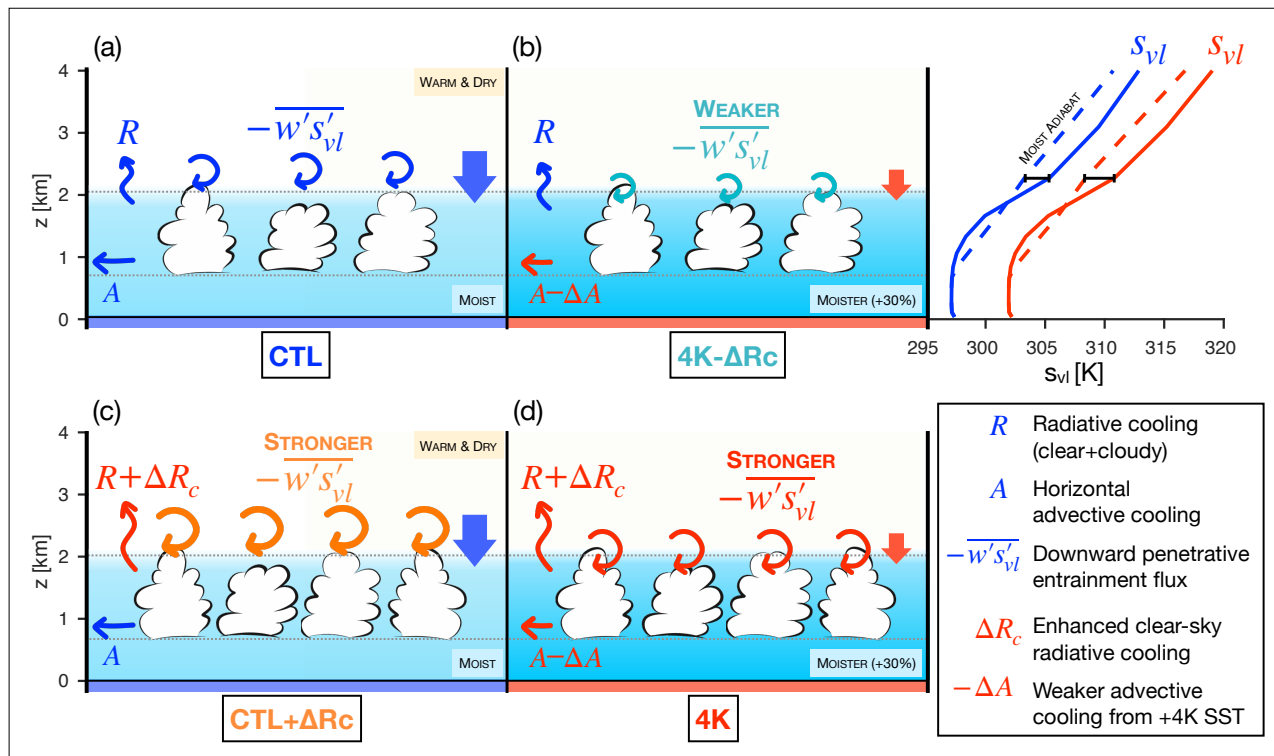 (a)
4
3
2
1
0
z [km]
WARM & DRY
R
−w′s′vl
A
MOIST
CTL
(b)
WEAKER
−w′s′vl
R
A−ΔA
MOISTER (+30%)
4K-ΔRc
svl
svl
MOIST ADIABAT
295
300
305
310
315
320
svl [K]
(c)
4
3
2
1
0
z [km]
WARM & DRY
STRONGER
−w′s′vl
R+ΔRc
A
MOIST
CTL+ΔRc
(d)
STRONGER
−w′s′vl
R+ΔRc
A−ΔA
MOISTER (+30%)
4K
R Radiative cooling
(clear+cloudy)
A Horizontal
advective cooling
−w′s′vl Downward penetrative
entrainment flux
ΔRc Enhanced clear-sky
radiative cooling
−ΔA Weaker advective
cooling from +4K SST